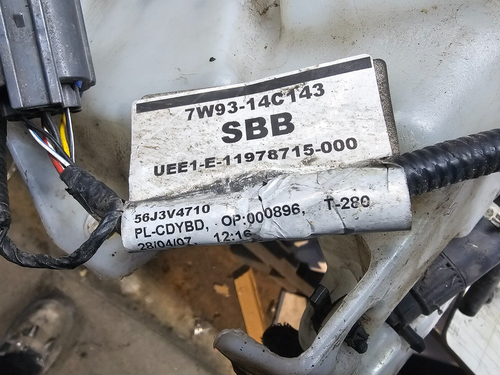 7W93-14C143
SBB
UEE1-E-11978715-000
56J3V4710
PL-CDYBD, OP:000896, T-280
28/04/07 12:16